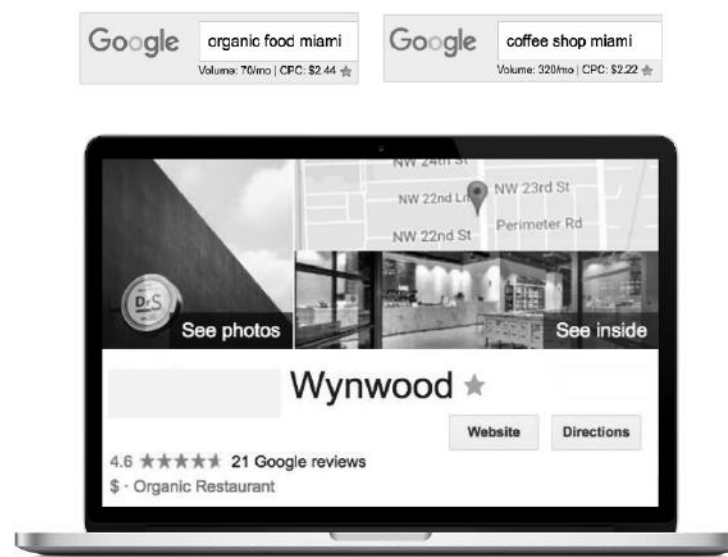 Google organic food miami
Volume: 70/mo | CPC: $2.44
Google coffee shop miami
Volume: 320/mo | CPC: $2.22
NW 24th St
NW 22nd Ln
NW 23rd St
Perimeter Rd
NW 22nd St
See photos
See inside
Wynwood
Website
Directions
4.6 21 Google reviews
$ · Organic Restaurant